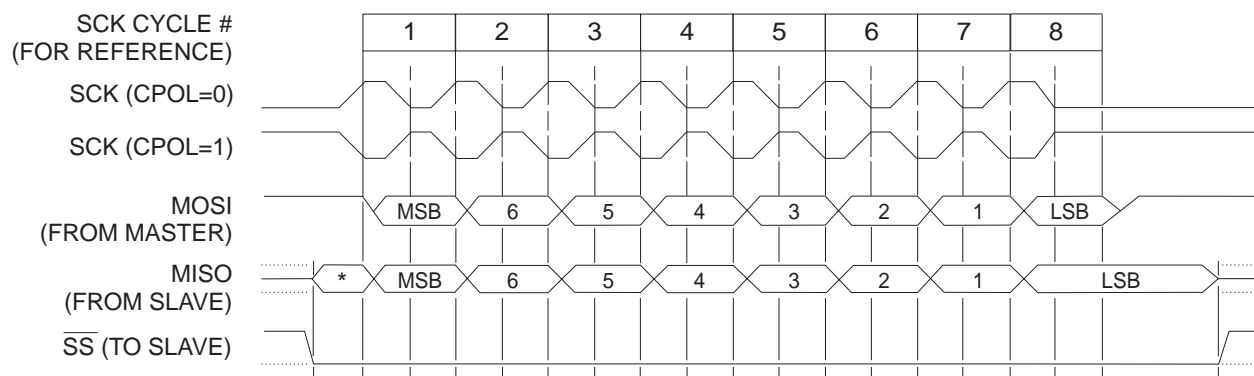 SCK CYCLE #
(FOR REFERENCE)
1 2 3 4 5 6 7 8
SCK (CPOL=0)
SCK (CPOL=1)
MOSI
(FROM MASTER)
MSB 6 5 4 3 2 1 LSB
MISO
(FROM SLAVE)
* MSB 6 5 4 3 2 1 LSB
SS (TO SLAVE)